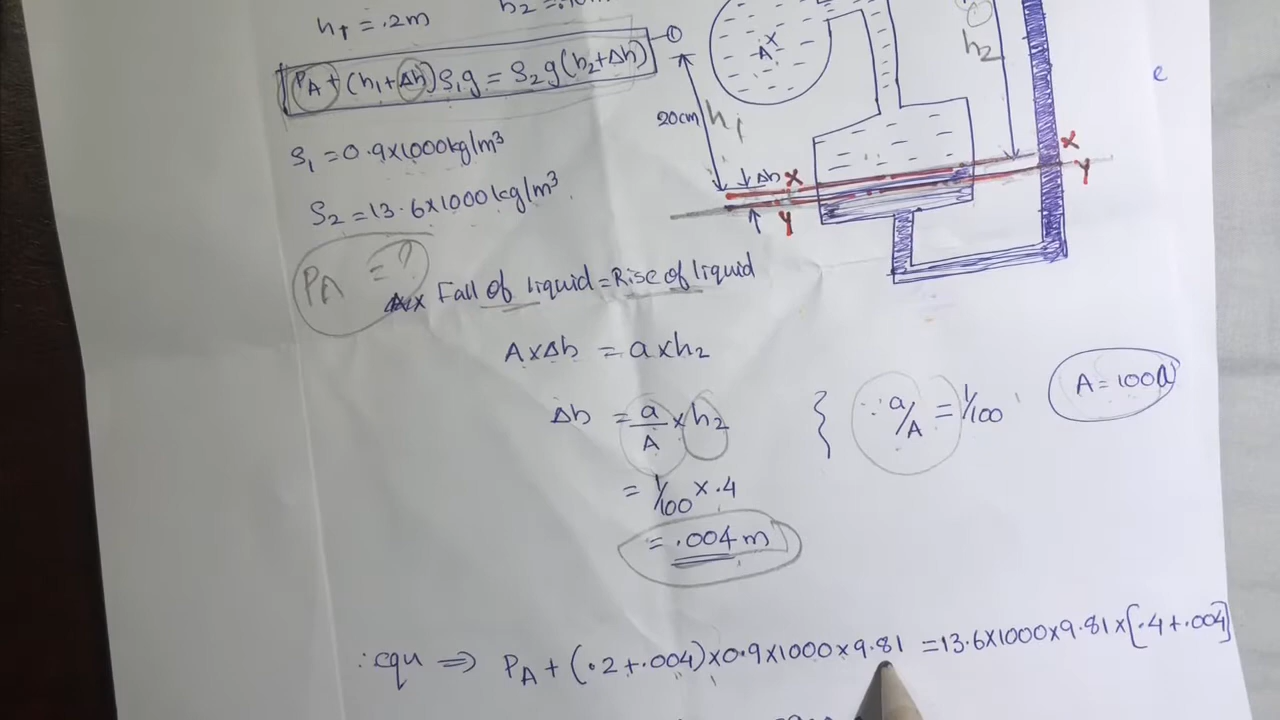 h₁ = .2m
h₂
PA + (h₁+Δh)S₁g = S₂g(h₂+Δh) ①
A
h₂
20cm h₁
S₁ = 0.9×1000kg/m³
e
X
Δh X
Y
Y
S₂ = 13.6×1000kg/m³
PA = ?
Fall of liquid = Rise of liquid
A×Δh = a×h₂
A = 100a
Δh = a/A × h₂ { ∵ a/A = 1/100
= 1/100 × .4
= .004 m
∴ equ ⇒ PA + (.2+.004)×0.9×1000×9.81 = 13.6×1000×9.81×[.4+.004]